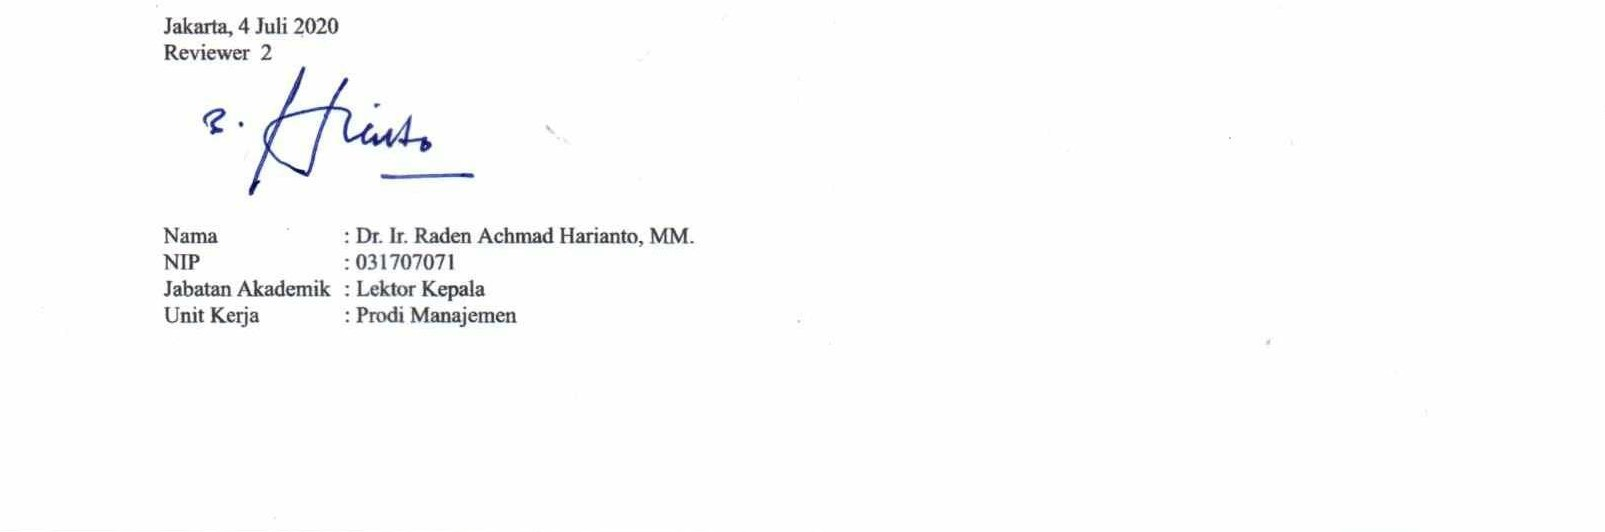 Jakarta, 4 Juli 2020
Reviewer 2
Nama : Dr. Ir. Raden Achmad Harianto, MM.
NIP : 031707071
Jabatan Akademik : Lektor Kepala
Unit Kerja : Prodi Manajemen